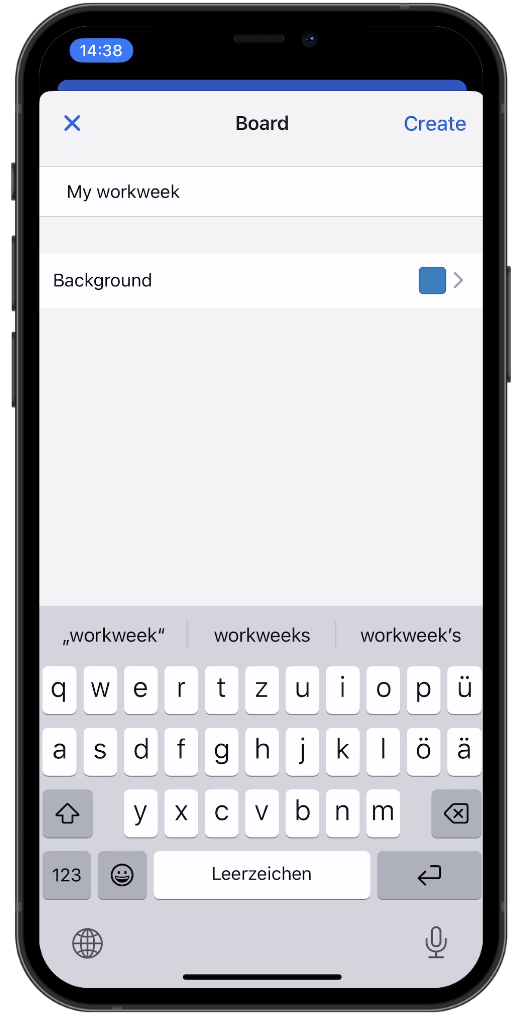 14:38
Board Create
My workweek
Background
„workweek“ workweeks workweek's
q w e r t z u i o p ü
a s d f g h j k l ö ä
y x c v b n m
123 Leerzeichen